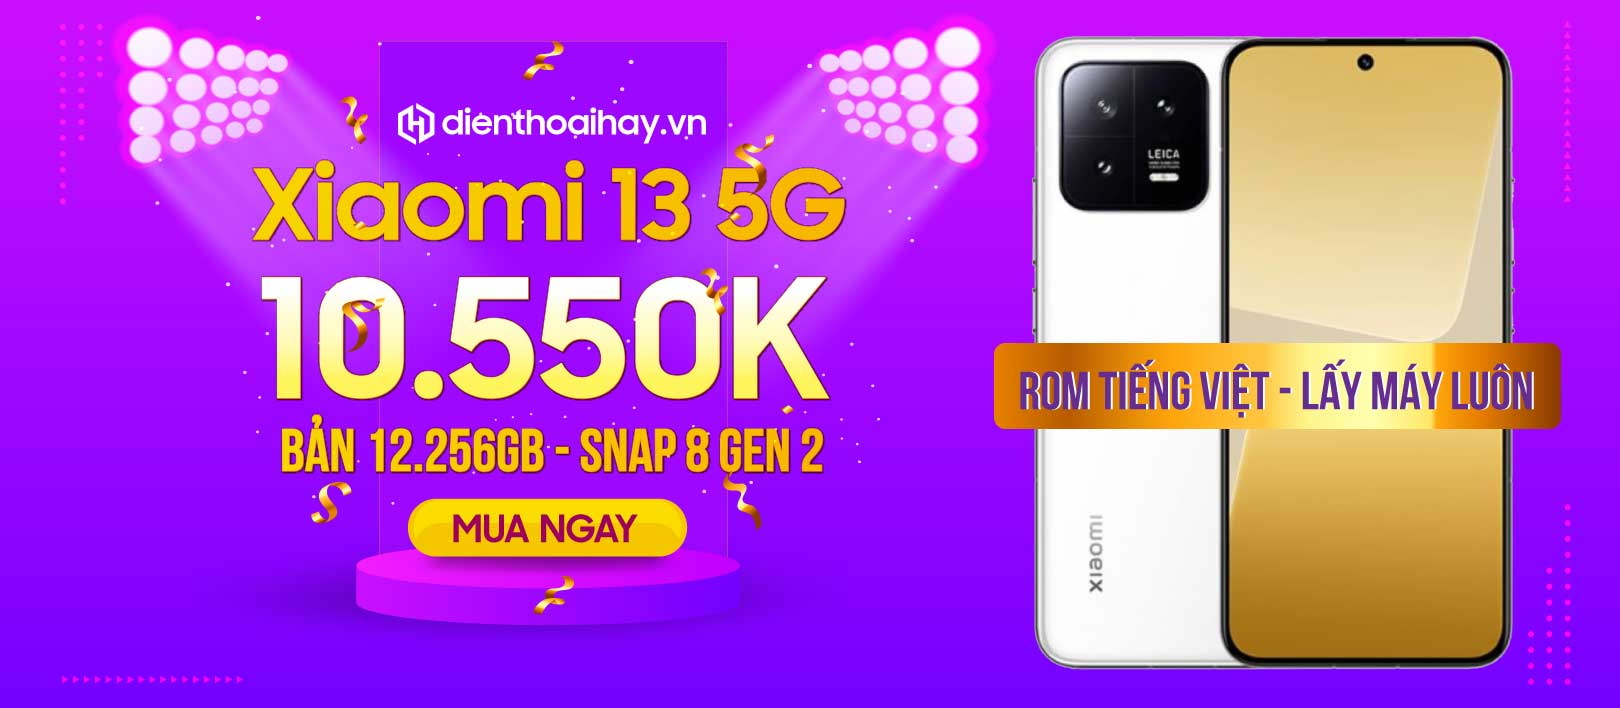 dienthoaihay.vn
Xiaomi 13 5G
10.550K
BẢN 12.256GB - SNAP 8 GEN 2
MUA NGAY
LEICA
xiaomi
ROM TIẾNG VIỆT - LẤY MÁY LUÔN